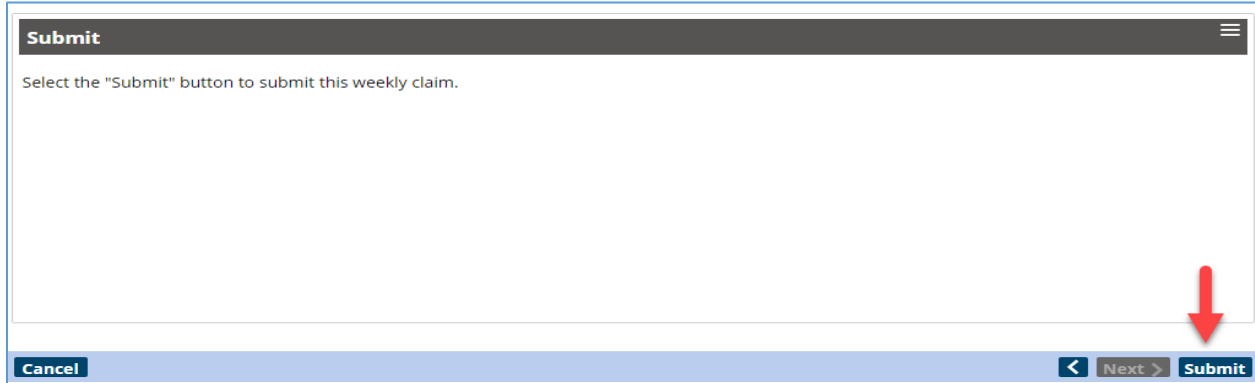 Submit
Select the "Submit" button to submit this weekly claim.
Cancel Next > Submit